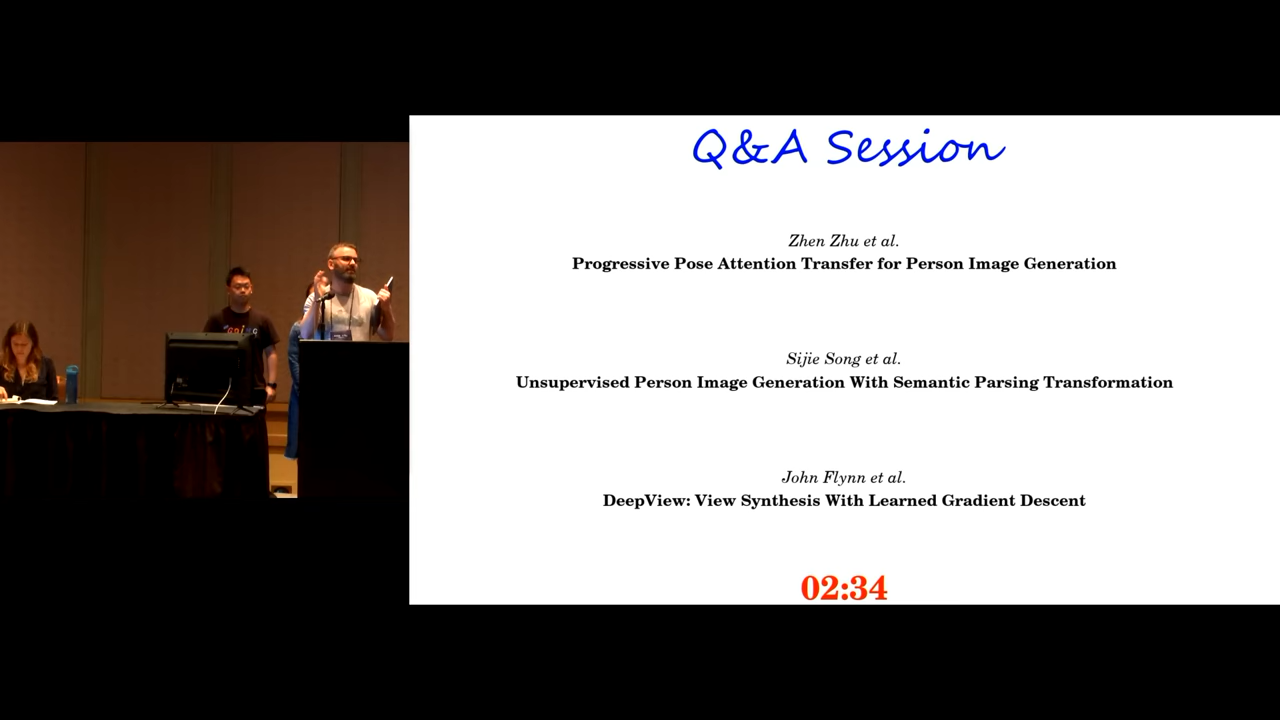 Q&A Session
Zhen Zhu et al.
Progressive Pose Attention Transfer for Person Image Generation
Sijie Song et al.
Unsupervised Person Image Generation With Semantic Parsing Transformation
John Flynn et al.
DeepView: View Synthesis With Learned Gradient Descent
02:34